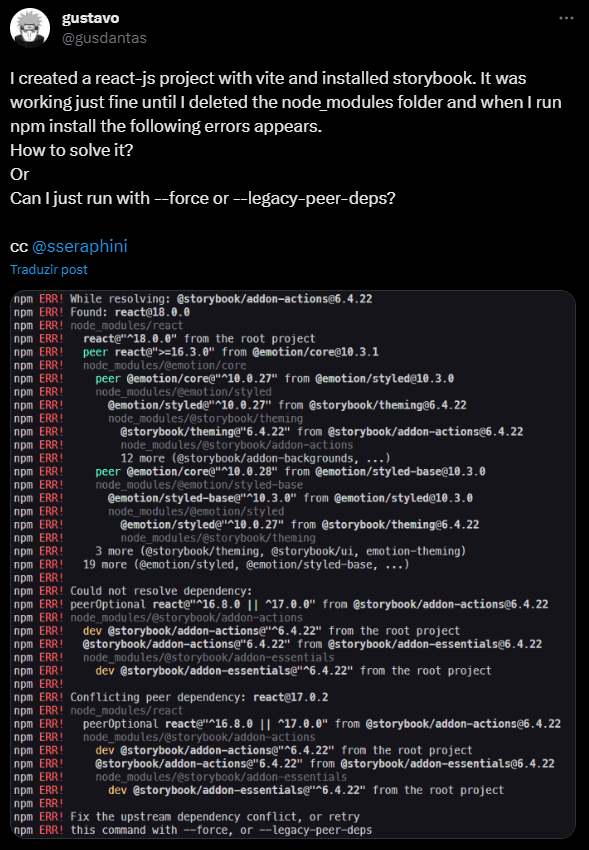 gustavo
@gusdantas
I created a react-js project with vite and installed storybook. It was
working just fine until I deleted the node_modules folder and when I run
npm install the following errors appears.
How to solve it?
Or
Can I just run with --force or --legacy-peer-deps?
cc @sseraphini
Traduzir post
npm ERR! While resolving: @storybook/addon-actions@6.4.22
npm ERR! Found: react@18.0.0
npm ERR! node_modules/react
npm ERR!   react@"^18.0.0" from the root project
npm ERR!   peer react@">=16.3.0" from @emotion/core@10.3.1
npm ERR!   node_modules/@emotion/core
npm ERR!     peer @emotion/core@"^10.0.27" from @emotion/styled@10.3.0
npm ERR!     node_modules/@emotion/styled
npm ERR!       @emotion/styled@"^10.0.27" from @storybook/theming@6.4.22
npm ERR!       node_modules/@storybook/theming
npm ERR!         @storybook/theming@"6.4.22" from @storybook/addon-actions@6.4.22
npm ERR!         node_modules/@storybook/addon-actions
npm ERR!         12 more (@storybook/addon-backgrounds, ...)
npm ERR!     peer @emotion/core@"^10.0.28" from @emotion/styled-base@10.3.0
npm ERR!     node_modules/@emotion/styled-base
npm ERR!       @emotion/styled-base@"^10.3.0" from @emotion/styled@10.3.0
npm ERR!       node_modules/@emotion/styled
npm ERR!         @emotion/styled@"^10.0.27" from @storybook/theming@6.4.22
npm ERR!         node_modules/@storybook/theming
npm ERR!     3 more (@storybook/theming, @storybook/ui, emotion-theming)
npm ERR!   19 more (@emotion/styled, @emotion/styled-base, ...)
npm ERR!
npm ERR! Could not resolve dependency:
npm ERR! peerOptional react@"^16.8.0 || ^17.0.0" from @storybook/addon-actions@6.4.22
npm ERR! node_modules/@storybook/addon-actions
npm ERR!   dev @storybook/addon-actions@"^6.4.22" from the root project
npm ERR!   @storybook/addon-actions@"6.4.22" from @storybook/addon-essentials@6.4.22
npm ERR!   node_modules/@storybook/addon-essentials
npm ERR!     dev @storybook/addon-essentials@"^6.4.22" from the root project
npm ERR!
npm ERR! Conflicting peer dependency: react@17.0.2
npm ERR! node_modules/react
npm ERR!   peerOptional react@"^16.8.0 || ^17.0.0" from @storybook/addon-actions@6.4.22
npm ERR!   node_modules/@storybook/addon-actions
npm ERR!     dev @storybook/addon-actions@"^6.4.22" from the root project
npm ERR!     @storybook/addon-actions@"6.4.22" from @storybook/addon-essentials@6.4.22
npm ERR!     node_modules/@storybook/addon-essentials
npm ERR!       dev @storybook/addon-essentials@"^6.4.22" from the root project
npm ERR!
npm ERR! Fix the upstream dependency conflict, or retry
npm ERR! this command with --force, or --legacy-peer-deps